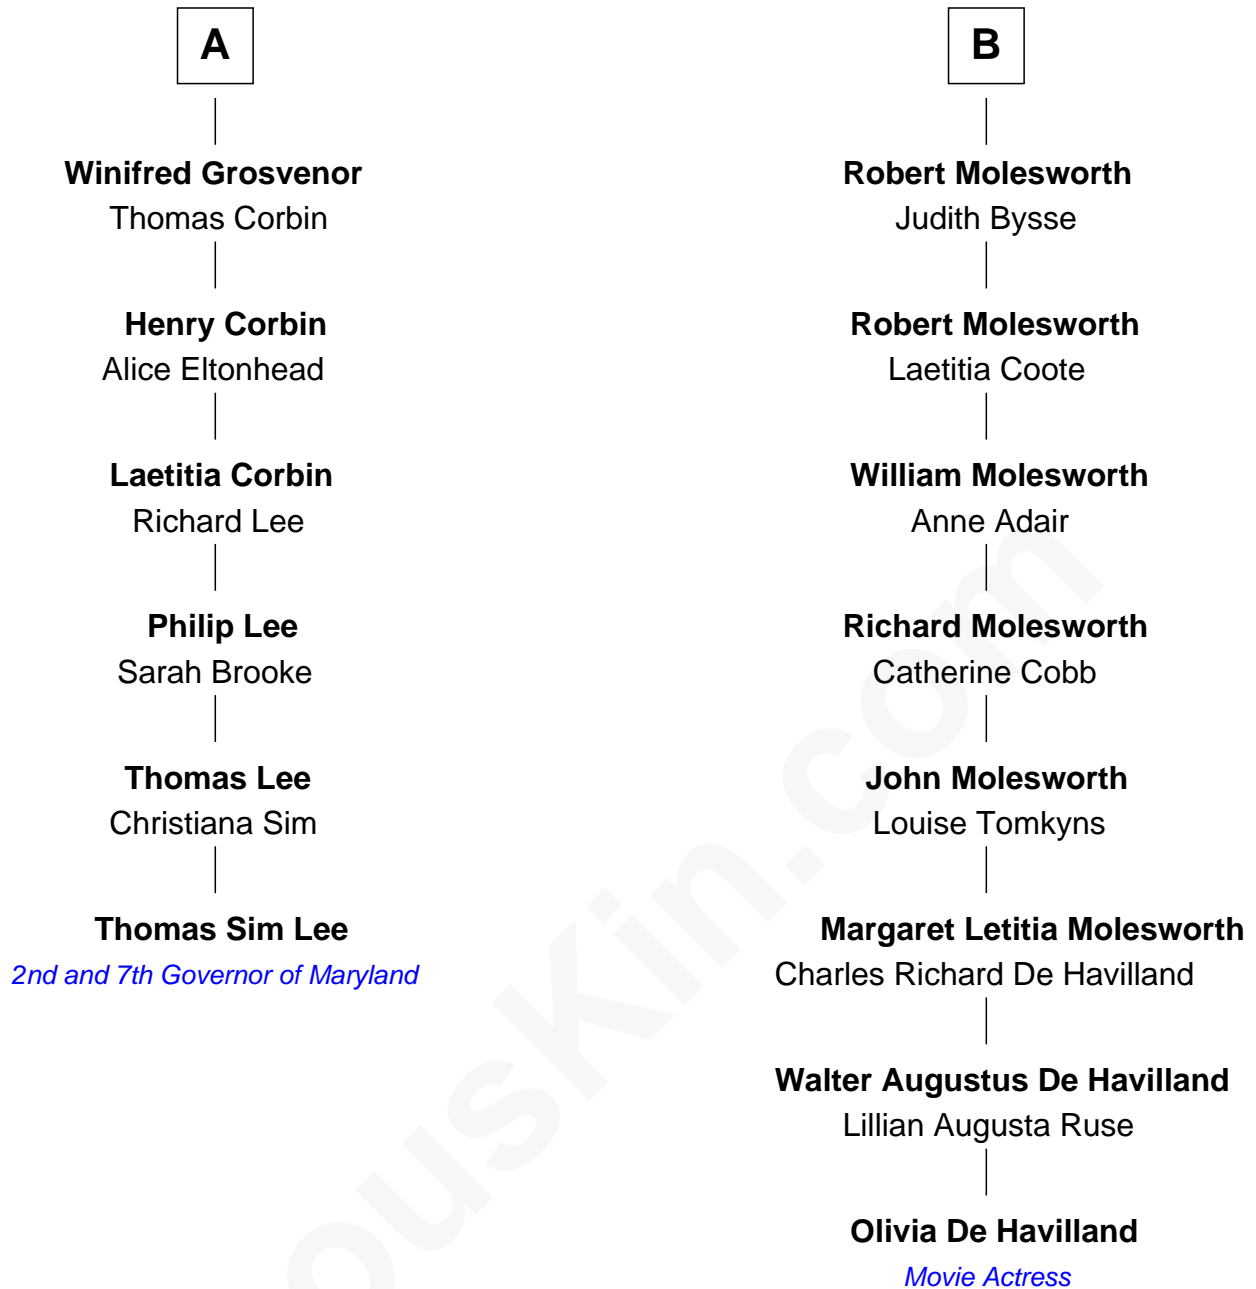 A
Winifred Grosvenor
Thomas Corbin
Henry Corbin
Alice Eltonhead
Laetitia Corbin
Richard Lee
Philip Lee
Sarah Brooke
Thomas Lee
Christiana Sim
Thomas Sim Lee
2nd and 7th Governor of Maryland
B
Robert Molesworth
Judith Bysse
Robert Molesworth
Laetitia Coote
William Molesworth
Anne Adair
Richard Molesworth
Catherine Cobb
John Molesworth
Louise Tomkyns
Margaret Letitia Molesworth
Charles Richard De Havilland
Walter Augustus De Havilland
Lillian Augusta Ruse
Olivia De Havilland
Movie Actress
ousKin.com